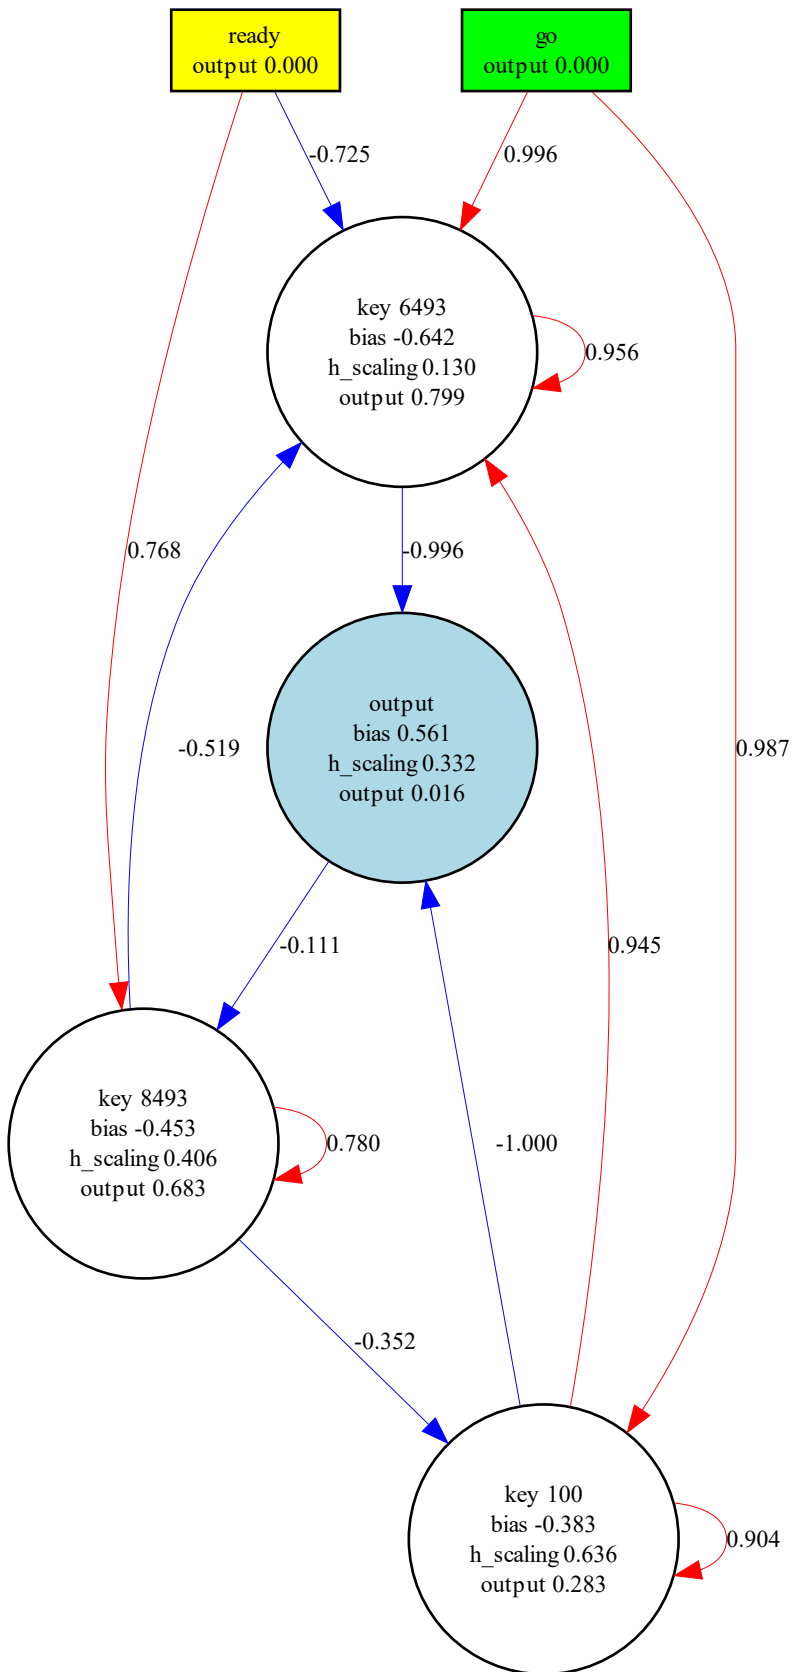 ready
output 0.000
go
output 0.000
-0.725
0.996
key 6493
bias -0.642
h_scaling 0.130
output 0.799
0.956
0.768
-0.996
output
bias 0.561
h_scaling 0.332
output 0.016
-0.519
0.987
-0.111
0.945
key 8493
bias -0.453
h_scaling 0.406
output 0.683
0.780
-1.000
-0.352
key 100
bias -0.383
h_scaling 0.636
output 0.283
0.904